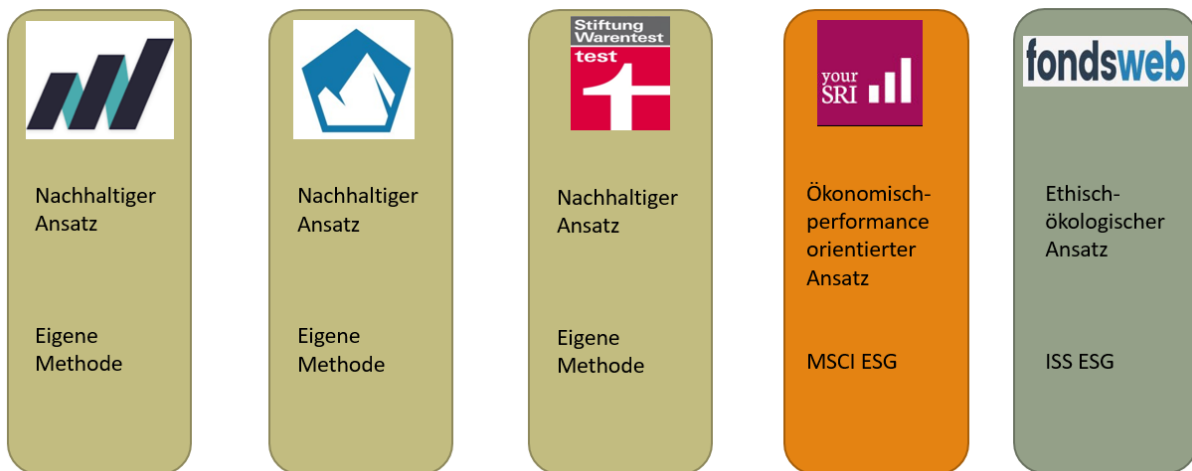 Nachhaltiger
Ansatz
Eigene
Methode
Nachhaltiger
Ansatz
Eigene
Methode
Stiftung
Warentest
test
Nachhaltiger
Ansatz
Eigene
Methode
your
SRI
Ökonomisch-
performance
orientierter
Ansatz
MSCI ESG
fondsweb
Ethisch-
ökologischer
Ansatz
ISS ESG